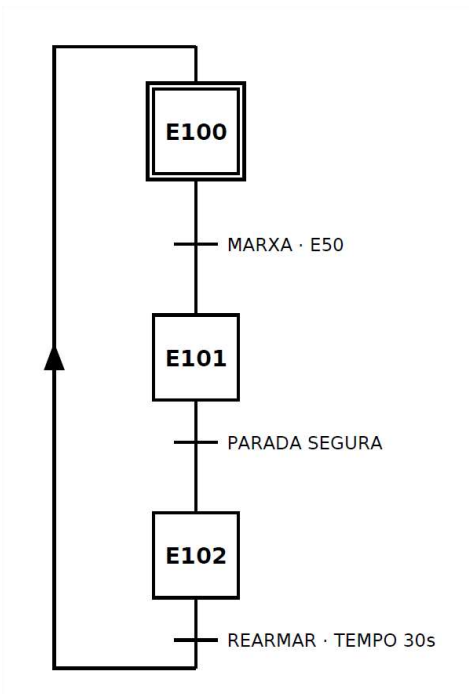 E100
MARXA · E50
E101
PARADA SEGURA
E102
REARMAR · TEMPO 30s